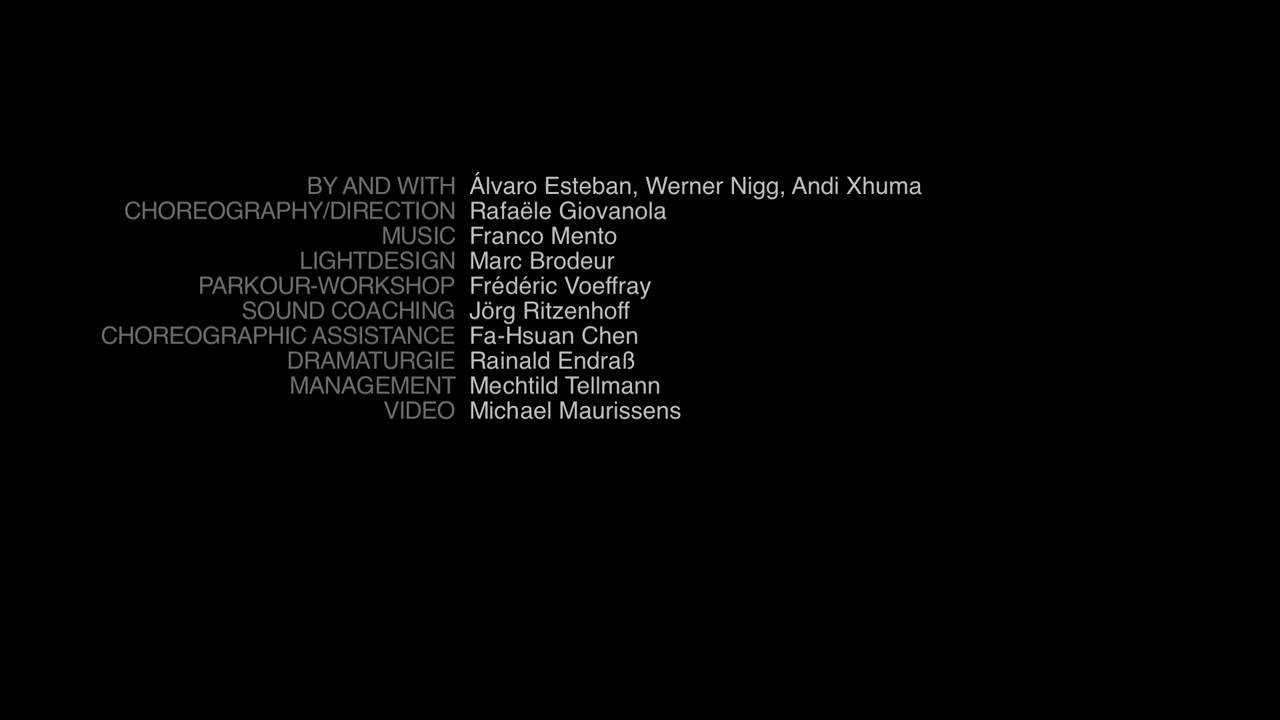 BY AND WITH Álvaro Esteban, Werner Nigg, Andi Xhuma
CHOREOGRAPHY/DIRECTION Rafaële Giovanola
MUSIC Franco Mento
LIGHTDESIGN Marc Brodeur
PARKOUR-WORKSHOP Frédéric Voeffray
SOUND COACHING Jörg Ritzenhoff
CHOREOGRAPHIC ASSISTANCE Fa-Hsuan Chen
DRAMATURGIE Rainald Endraß
MANAGEMENT Mechtild Tellmann
VIDEO Michael Maurissens